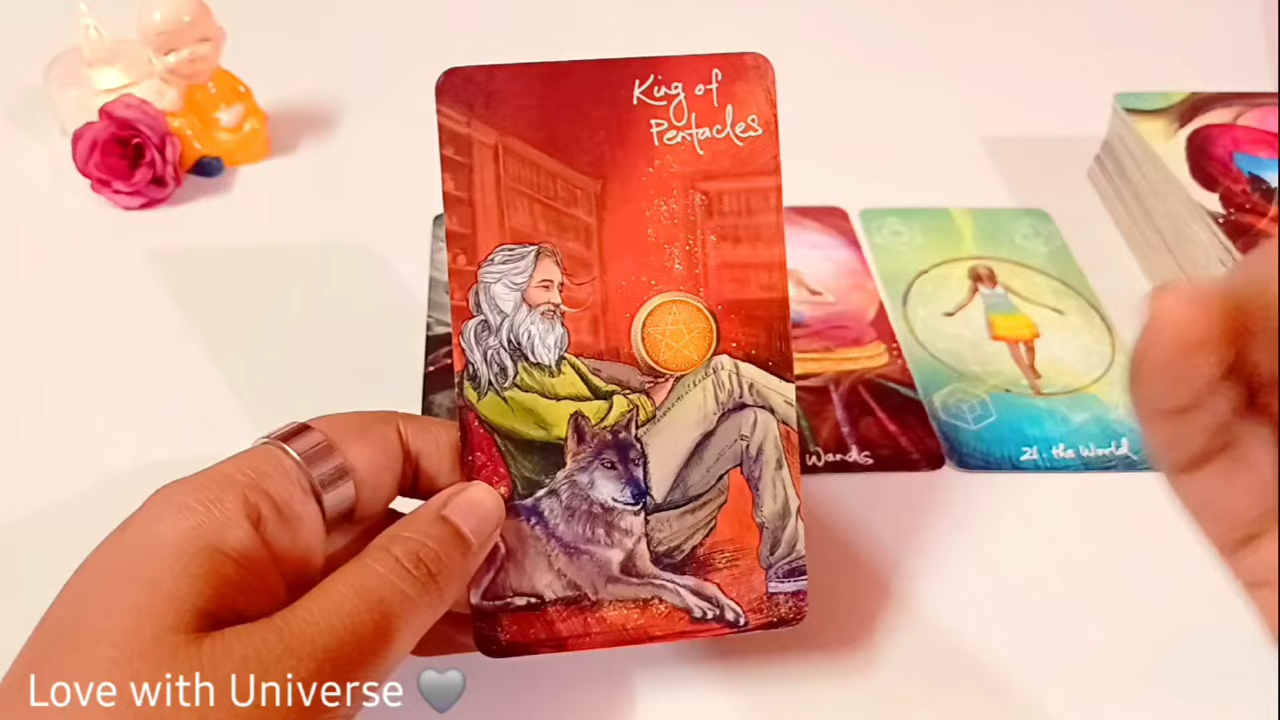 King of
Pentacles
Wands
21. the World
Love with Universe 🩶